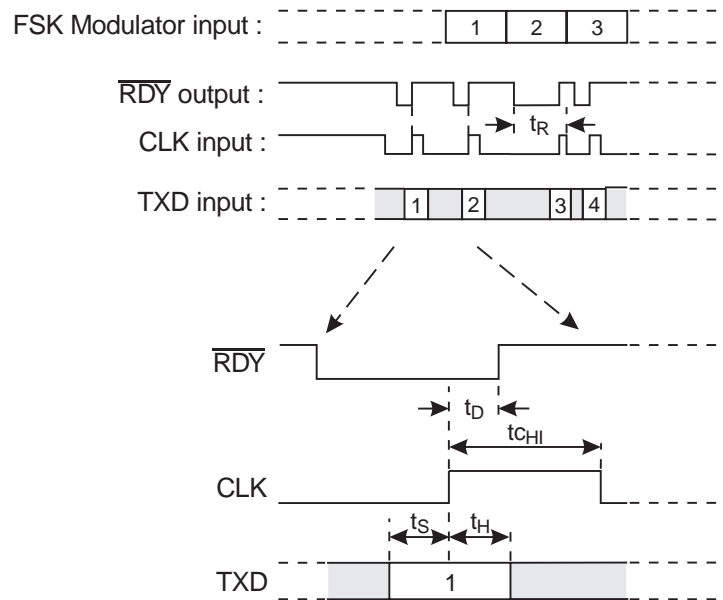 FSK Modulator input : 1 2 3
RDY output :
tR
CLK input :
TXD input : 1 2 3 4
RDY
tD
tcHI
CLK
tS tH
TXD 1